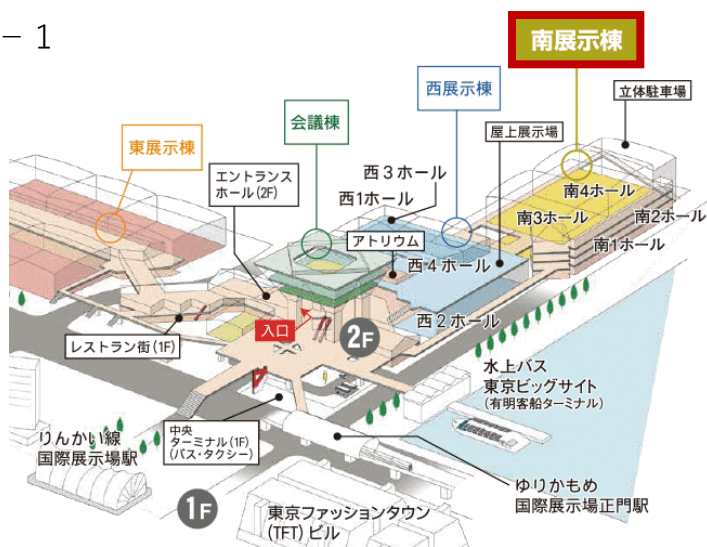 －1
南展示棟
西展示棟
立体駐車場
会議棟
東展示棟
屋上展示場
エントランス
ホール(2F)
西3ホール
西1ホール
南4ホール
南3ホール
南2ホール
南1ホール
アトリウム
西4ホール
西2ホール
入口
2F
レストラン街(1F)
水上バス
東京ビッグサイト
(有明客船ターミナル)
りんかい線
国際展示場駅
中央
ターミナル(1F)
(バス・タクシー)
ゆりかもめ
国際展示場正門駅
1F
東京ファッションタウン
(TFT)ビル